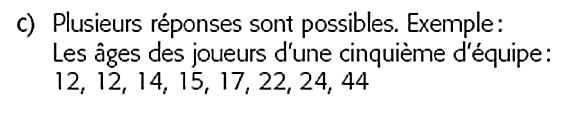 c) Plusieurs réponses sont possibles. Exemple :
Les âges des joueurs d'une cinquième d'équipe :
12, 12, 14, 15, 17, 22, 24, 44